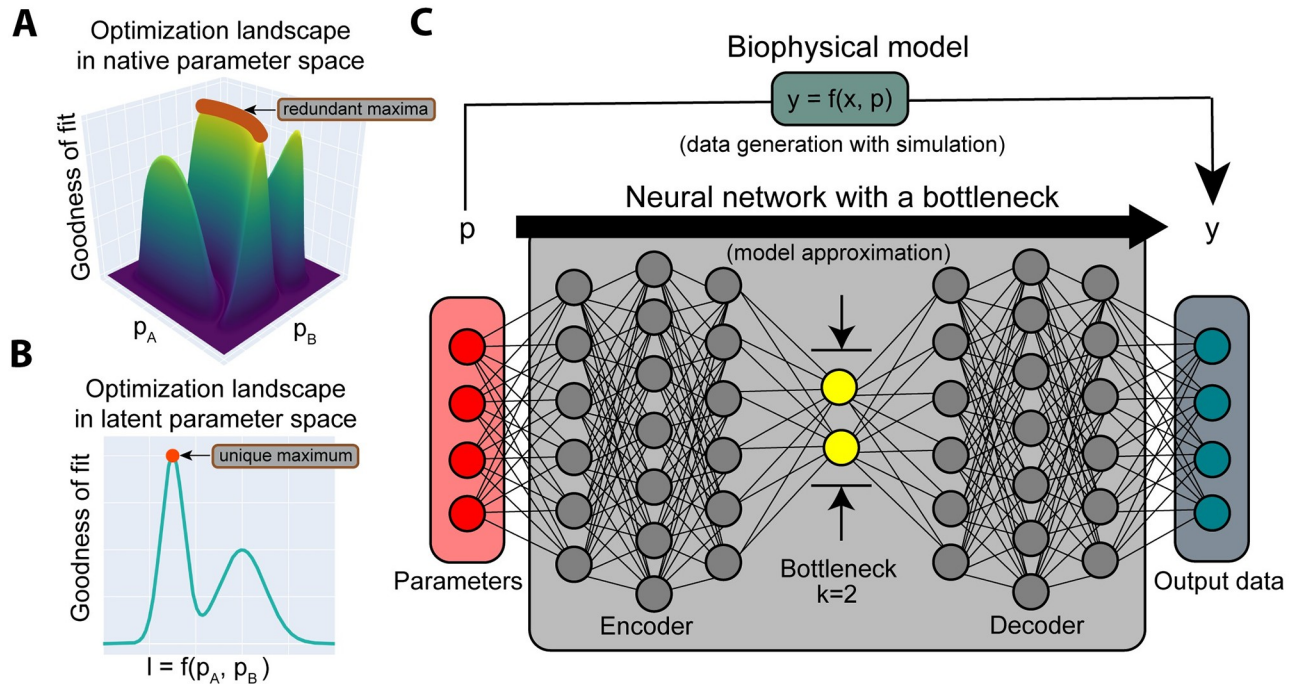 A
Optimization landscape
in native parameter space
redundant maxima
Goodness of fit
pA
pB
B
Optimization landscape
in latent parameter space
unique maximum
Goodness of fit
l = f(pA, pB)
C
Biophysical model
y = f(x, p)
(data generation with simulation)
Neural network with a bottleneck
p
y
(model approximation)
Parameters
Bottleneck
k=2
Output data
Encoder
Decoder